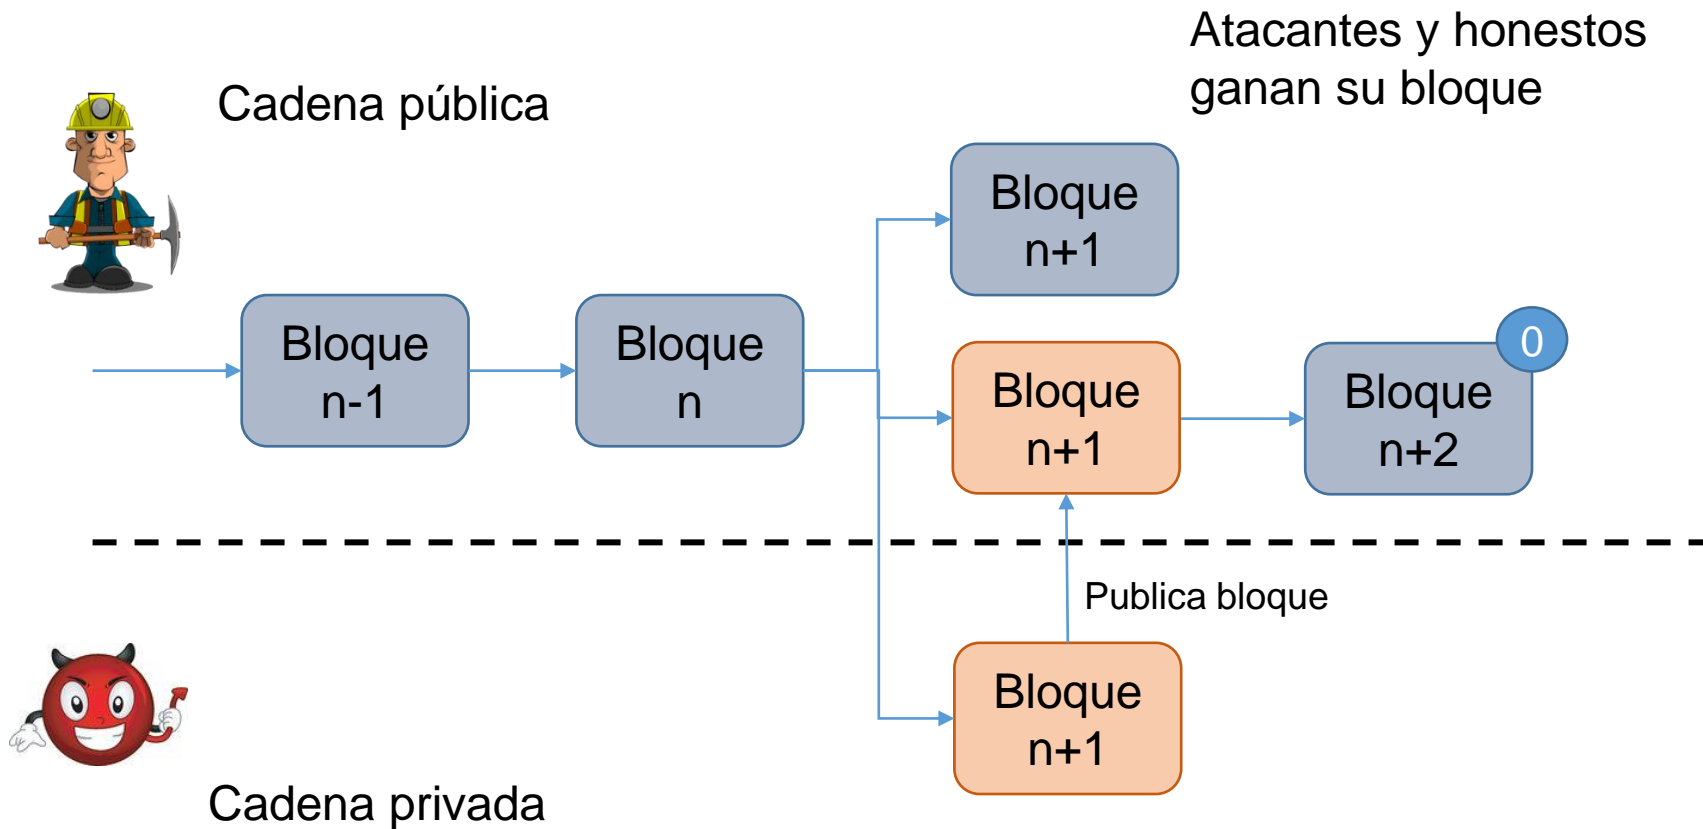 Atacantes y honestos
ganan su bloque
Cadena pública
Bloque
n+1
Bloque
n-1
Bloque
n
Bloque
n+1
0
Bloque
n+2
Publica bloque
Bloque
n+1
Cadena privada